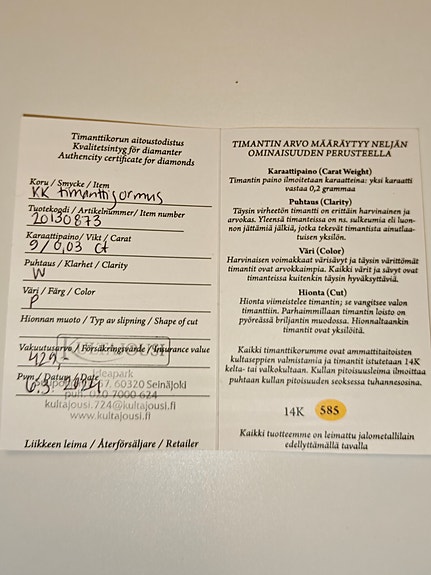 Timanttikorun aitoustodistus
Kvalitetsintyg för diamanter
Authencity certificate for diamonds
Koru / Smycke / Item
KK timanttisormus
Tuotekoodi / Artikelnummer/ Item number
20130873
Karaattipaino / Vikt / Carat
9/0,03 ct
Puhtaus / Klarhet / Clarity
W
Väri / Färg / Color
P
Hionnan muoto / Typ av slipning / Shape of cut
KULTAJOUSI
Vakuutusarvo / Försäkringsvärde / Insurance value
429,-
Ideapark
Pvm / Datum / Date
2021
67, 60320 Seinäjoki
puh. 020 7000 624
kultajousi.724@kultajousi.fi
www.kultajousi.fi
Liikkeen leima / Återförsäljare / Retailer
TIMANTIN ARVO MÄÄRÄYTYY NELJÄN
OMINAISUUDEN PERUSTEELLA
Karaattipaino (Carat Weight)
Timantin paino ilmoitetaan karaatteina: yksi karaatti
vastaa 0,2 grammaa
Puhtaus (Clarity)
Täysin virheetön timantti on erittäin harvinainen ja
arvokas. Yleensä timanteissa on ns. sulkeumia eli luon-
non jättämiä jälkiä, jotka tekevät timantista ainutlaa-
tuisen yksilön.
Väri (Color)
Harvinaisen voimakkaat värisävyt ja täysin värittömät
timantit ovat arvokkaimpia. Kaikki värit ja sävyt ovat
timanteissa kuitenkin täysin hyväksyttäviä.
Hionta (Cut)
Hionta viimeistelee timantin; se vangitsee valon
timanttiin. Parhaimmillaan timantin loisto on
pyöreässä briljantin muodossa. Hionnaltaankin
timantit ovat yksilöitä.
Kaikki timanttikorumme ovat ammattitaitoisten
kultaseppien valmistamia ja timantit istutetaan 14K
kelta- tai valkokultaan. Kullan pitoisuusleima ilmoittaa
puhtaan kullan pitoisuuden seoksessa tuhannesosina.
14K 585
Kaikki tuotteemme on leimattu jalometallilain
edellyttämällä tavalla